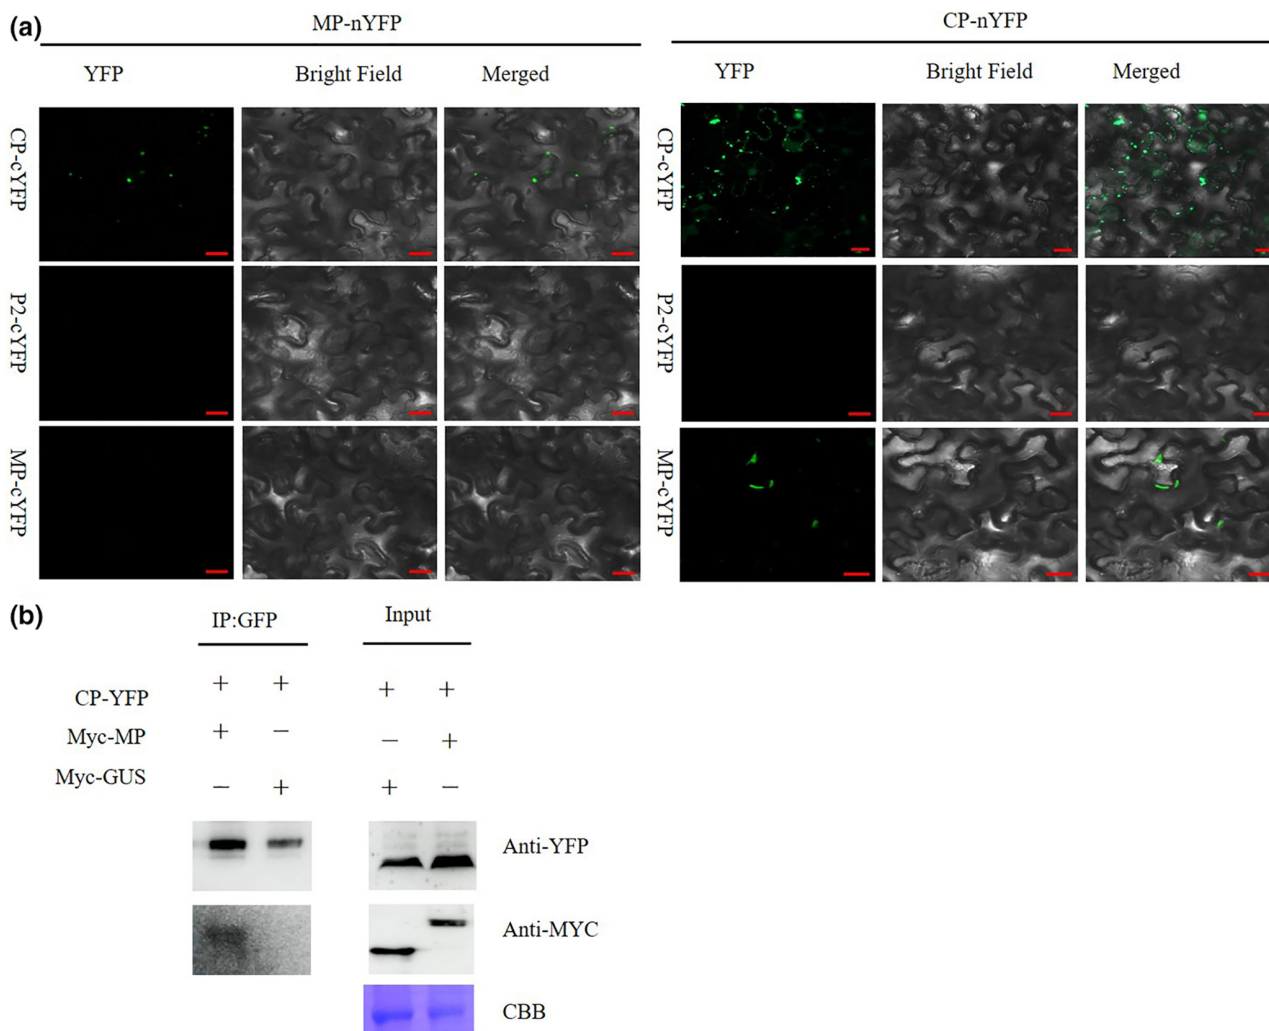 (a)
MP-nYFP
CP-nYFP
YFP Bright Field Merged
YFP Bright Field Merged
CP-cYFP
CP-cYFP
P2-cYFP
P2-cYFP
MP-cYFP
MP-cYFP
(b)
IP:GFP Input
CP-YFP + + + +
Myc-MP + − − +
Myc-GUS − + + −
Anti-YFP
Anti-MYC
CBB